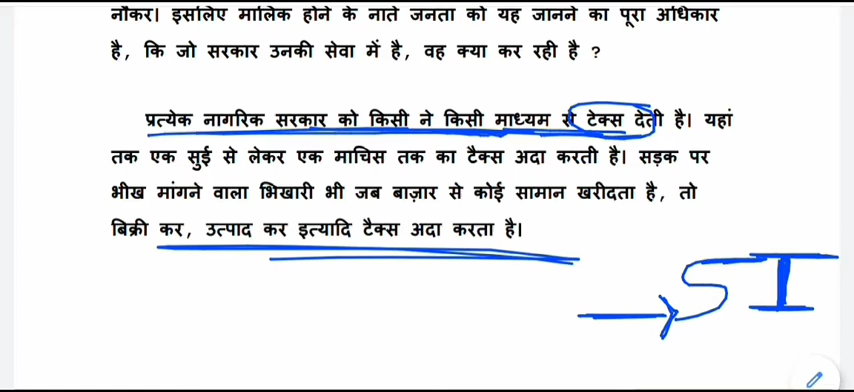 नौकर। इसलिए मालिक होने के नाते जनता को यह जानने का पूरा अधिकार
है, कि जो सरकार उनकी सेवा में है, वह क्या कर रही है ?
प्रत्येक नागरिक सरकार को किसी ने किसी माध्यम से टेक्स देती है। यहां
तक एक सुई से लेकर एक माचिस तक का टैक्स अदा करती है। सड़क पर
भीख मांगने वाला भिखारी भी जब बाज़ार से कोई सामान खरीदता है, तो
बिक्री कर, उत्पाद कर इत्यादि टैक्स अदा करता है।
→ SI